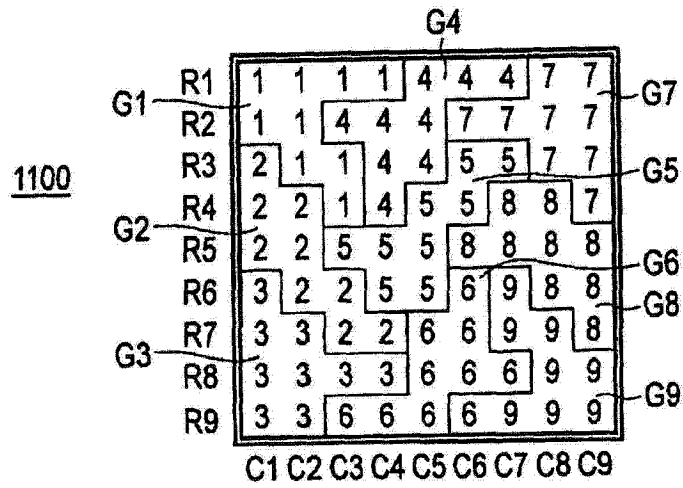 G4
R1 1 1 1 1 4 4 4 7 7
G1 G7
R2 1 1 4 4 4 7 7 7 7
R3 2 1 1 4 4 5 5 7 7
1100 G5
R4 2 2 1 4 5 5 8 8 7
G2
R5 2 2 5 5 5 8 8 8 8
G6
R6 3 2 2 5 5 6 9 8 8
G8
R7 3 3 2 2 6 6 9 9 8
G3
R8 3 3 3 3 6 6 6 9 9
G9
R9 3 3 6 6 6 6 9 9 9
C1 C2 C3 C4 C5 C6 C7 C8 C9